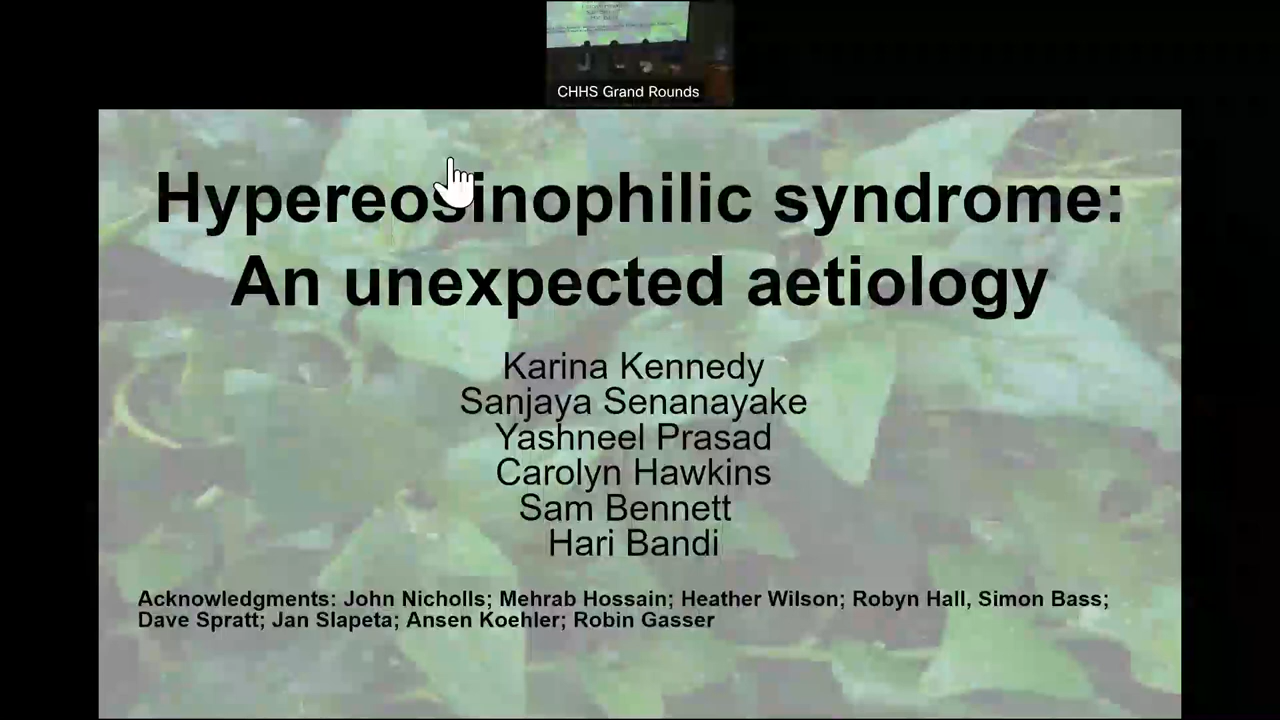 CHHS Grand Rounds
Hypereosinophilic syndrome:
An unexpected aetiology
Karina Kennedy
Sanjaya Senanayake
Yashneel Prasad
Carolyn Hawkins
Sam Bennett
Hari Bandi
Acknowledgments: John Nicholls; Mehrab Hossain; Heather Wilson; Robyn Hall, Simon Bass;
Dave Spratt; Jan Slapeta; Ansen Koehler; Robin Gasser